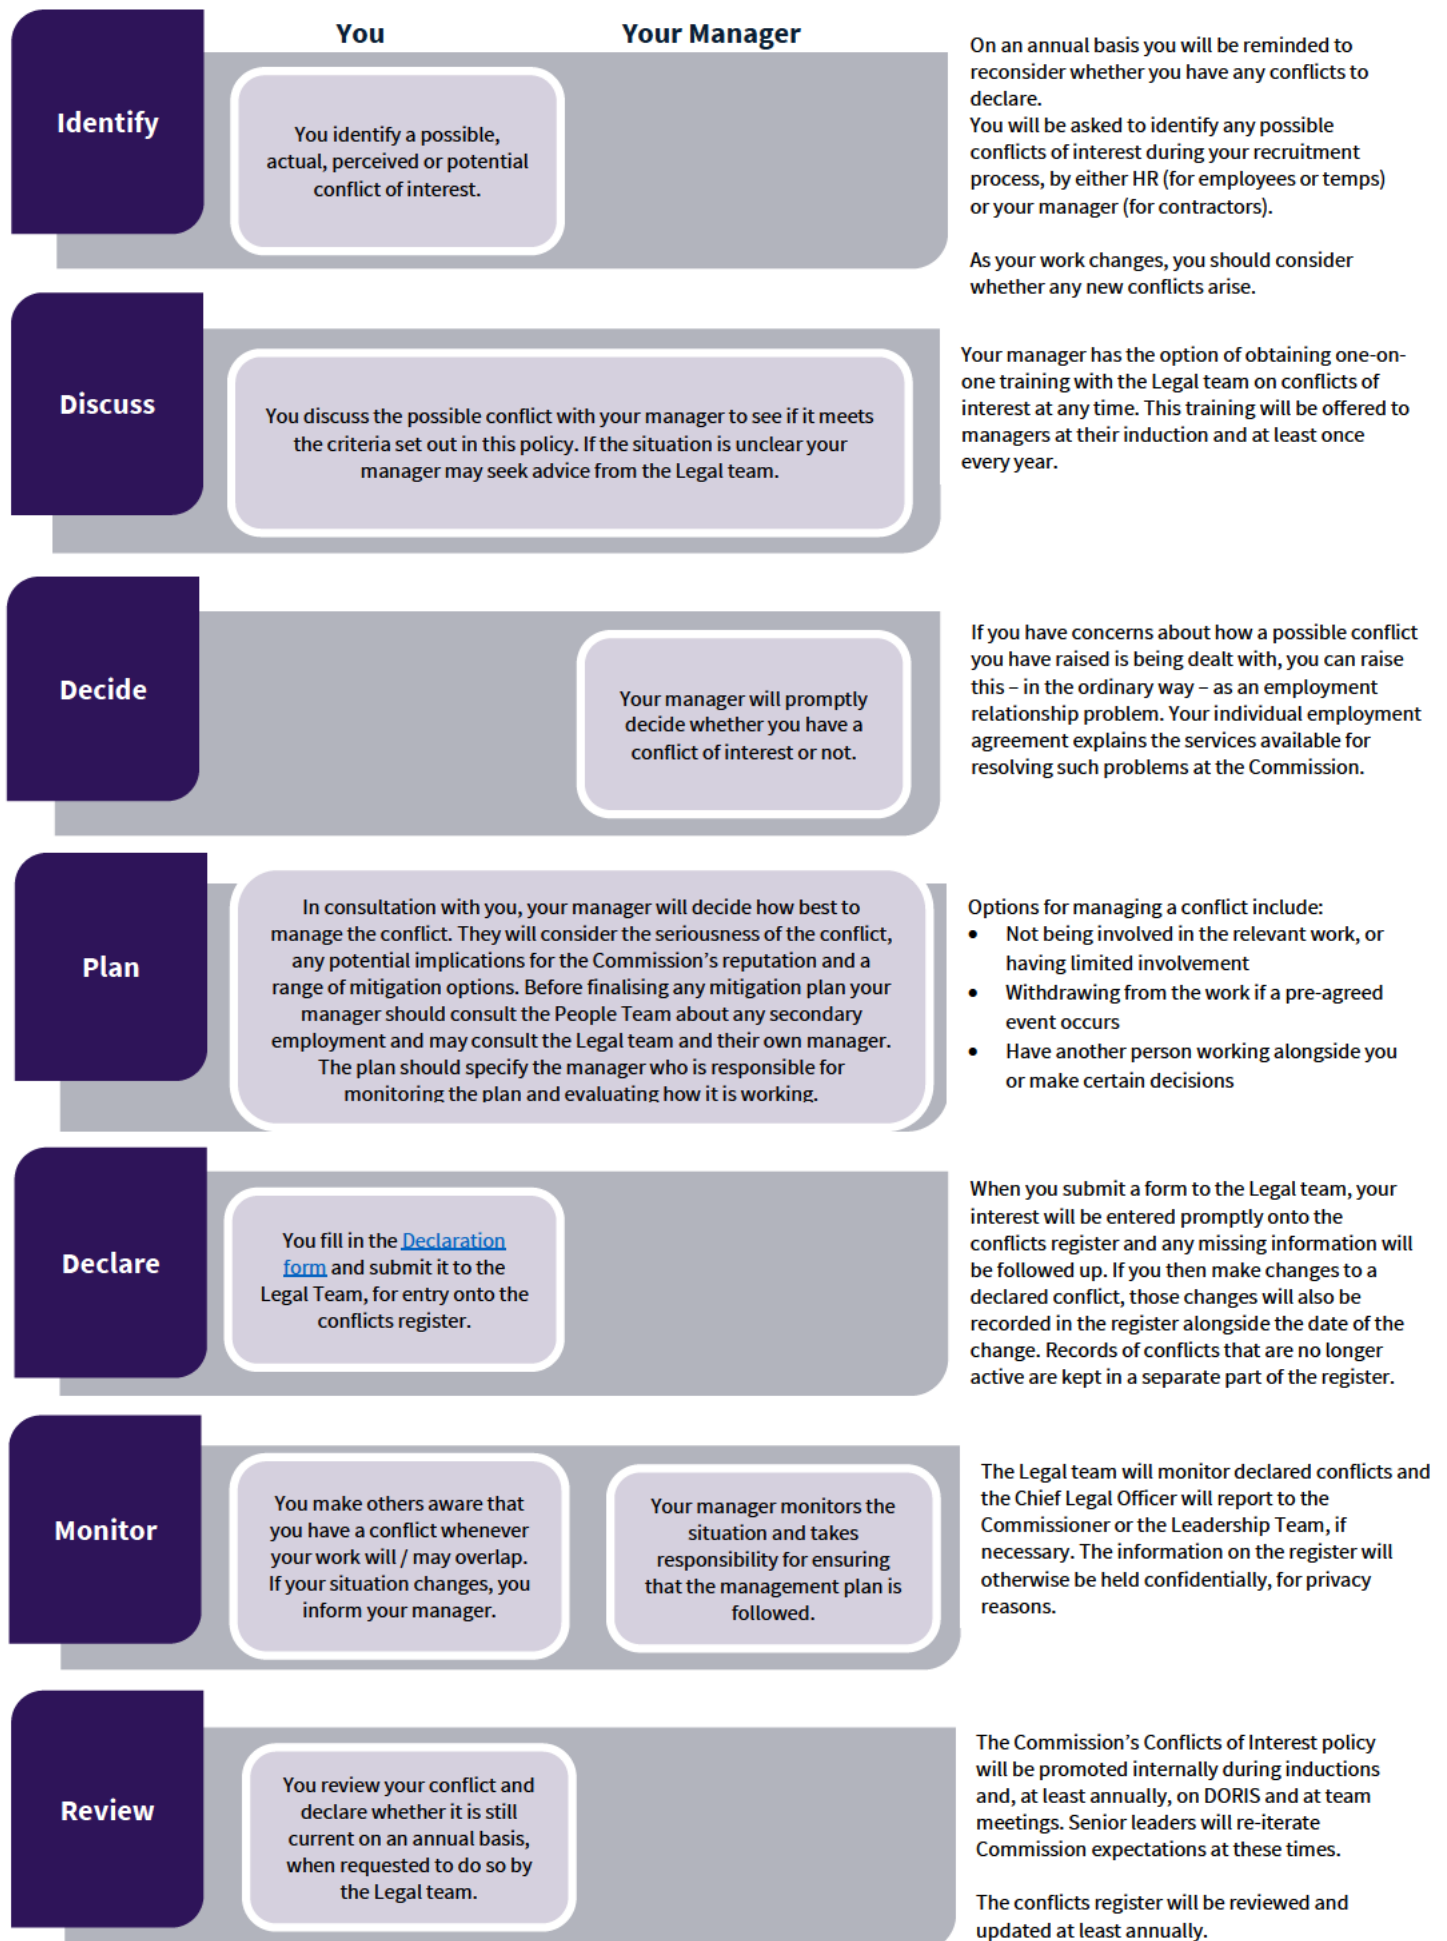 You
Your Manager
Identify
You identify a possible,
actual, perceived or potential
conflict of interest.
On an annual basis you will be reminded to
reconsider whether you have any conflicts to
declare.
You will be asked to identify any possible
conflicts of interest during your recruitment
process, by either HR (for employees or temps)
or your manager (for contractors).
As your work changes, you should consider
whether any new conflicts arise.
Discuss
You discuss the possible conflict with your manager to see if it meets
the criteria set out in this policy. If the situation is unclear your
manager may seek advice from the Legal team.
Your manager has the option of obtaining one-on-
one training with the Legal team on conflicts of
interest at any time. This training will be offered to
managers at their induction and at least once
every year.
Decide
Your manager will promptly
decide whether you have a
conflict of interest or not.
If you have concerns about how a possible conflict
you have raised is being dealt with, you can raise
this – in the ordinary way – as an employment
relationship problem. Your individual employment
agreement explains the services available for
resolving such problems at the Commission.
Plan
In consultation with you, your manager will decide how best to
manage the conflict. They will consider the seriousness of the conflict,
any potential implications for the Commission’s reputation and a
range of mitigation options. Before finalising any mitigation plan your
manager should consult the People Team about any secondary
employment and may consult the Legal team and their own manager.
The plan should specify the manager who is responsible for
monitoring the plan and evaluating how it is working.
Options for managing a conflict include:
• Not being involved in the relevant work, or
having limited involvement
• Withdrawing from the work if a pre-agreed
event occurs
• Have another person working alongside you
or make certain decisions
Declare
You fill in the Declaration
form and submit it to the
Legal Team, for entry onto the
conflicts register.
When you submit a form to the Legal team, your
interest will be entered promptly onto the
conflicts register and any missing information will
be followed up. If you then make changes to a
declared conflict, those changes will also be
recorded in the register alongside the date of the
change. Records of conflicts that are no longer
active are kept in a separate part of the register.
Monitor
You make others aware that
you have a conflict whenever
your work will / may overlap.
If your situation changes, you
inform your manager.
Your manager monitors the
situation and takes
responsibility for ensuring
that the management plan is
followed.
The Legal team will monitor declared conflicts and
the Chief Legal Officer will report to the
Commissioner or the Leadership Team, if
necessary. The information on the register will
otherwise be held confidentially, for privacy
reasons.
Review
You review your conflict and
declare whether it is still
current on an annual basis,
when requested to do so by
the Legal team.
The Commission’s Conflicts of Interest policy
will be promoted internally during inductions
and, at least annually, on DORIS and at team
meetings. Senior leaders will re-iterate
Commission expectations at these times.
The conflicts register will be reviewed and
updated at least annually.